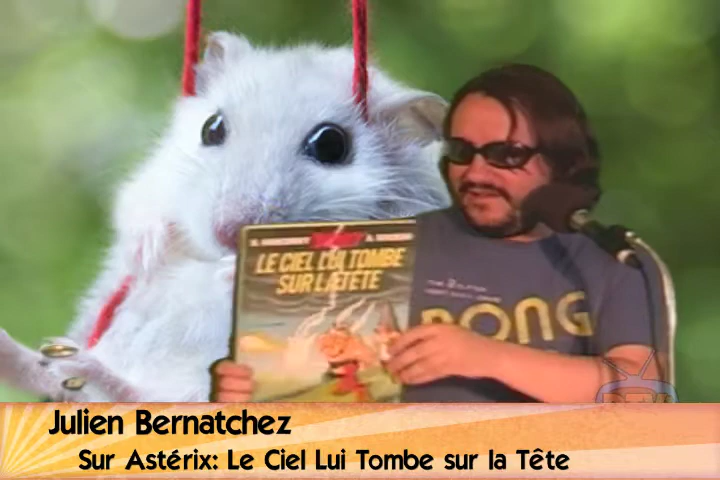 LE CIEL LUI TOMBE
SUR LA TÊTE
PONG
Julien Bernatchez
Sur Astérix: Le Ciel Lui Tombe sur la Tête